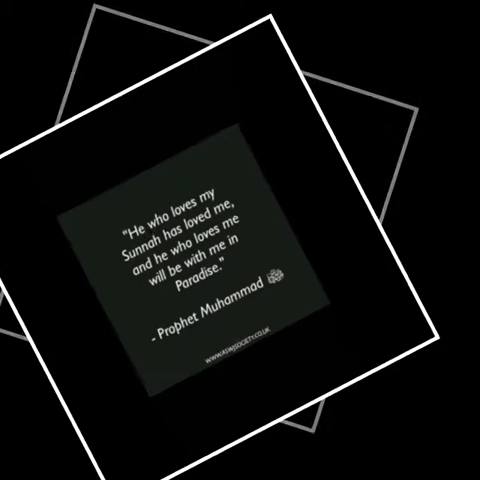 “He who loves my
Sunnah has loved me,
and he who loves me
will be with me in
Paradise.”
- Prophet Muhammad ﷺ
WWW.ASWJSOCIETY.CO.UK